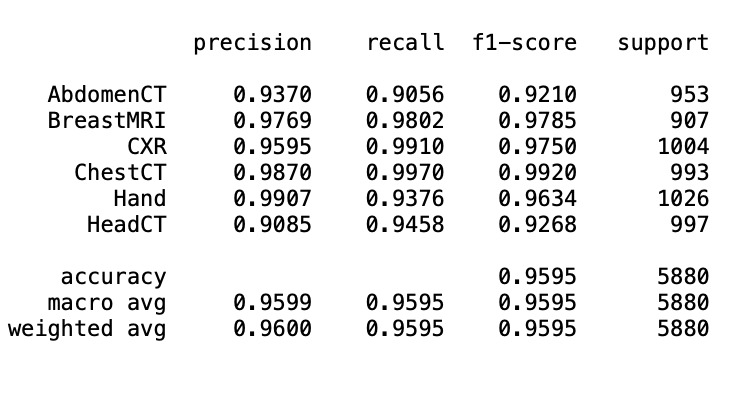 precision recall f1-score support
AbdomenCT 0.9370 0.9056 0.9210 953
BreastMRI 0.9769 0.9802 0.9785 907
CXR 0.9595 0.9910 0.9750 1004
ChestCT 0.9870 0.9970 0.9920 993
Hand 0.9907 0.9376 0.9634 1026
HeadCT 0.9085 0.9458 0.9268 997
accuracy 0.9595 5880
macro avg 0.9599 0.9595 0.9595 5880
weighted avg 0.9600 0.9595 0.9595 5880